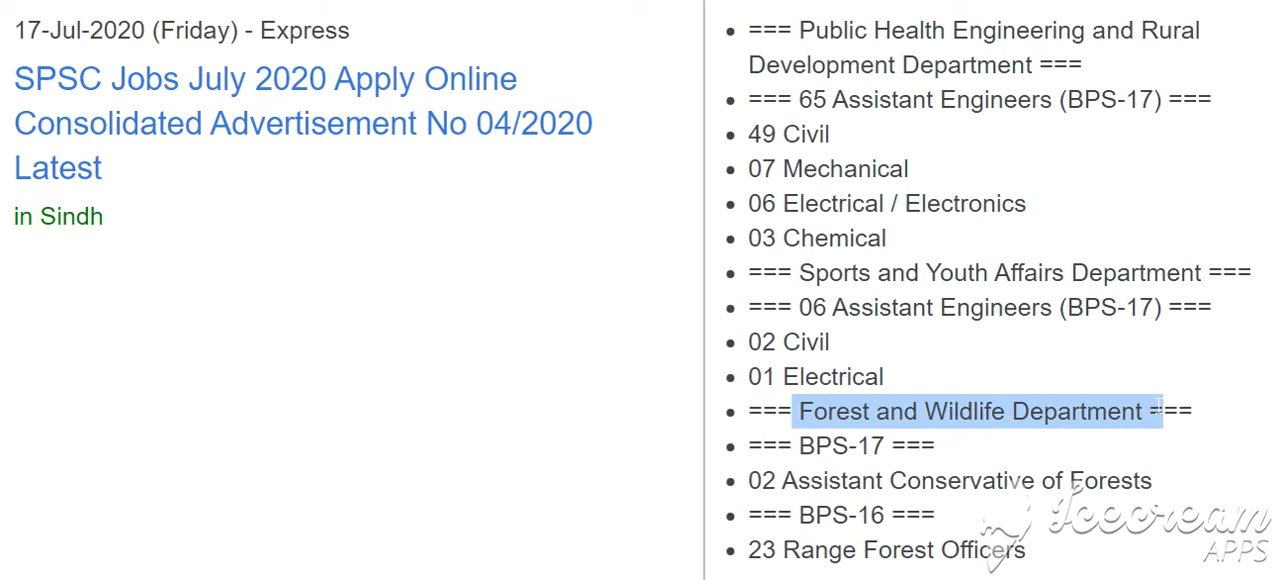 17-Jul-2020 (Friday) - Express
SPSC Jobs July 2020 Apply Online
Consolidated Advertisement No 04/2020
Latest
in Sindh
=== Public Health Engineering and Rural
Development Department ===
=== 65 Assistant Engineers (BPS-17) ===
49 Civil
07 Mechanical
06 Electrical / Electronics
03 Chemical
=== Sports and Youth Affairs Department ===
=== 06 Assistant Engineers (BPS-17) ===
02 Civil
01 Electrical
=== Forest and Wildlife Department ===
=== BPS-17 ===
02 Assistant Conservative of Forests
=== BPS-16 ===
23 Range Forest Officers
Icecream
APPS